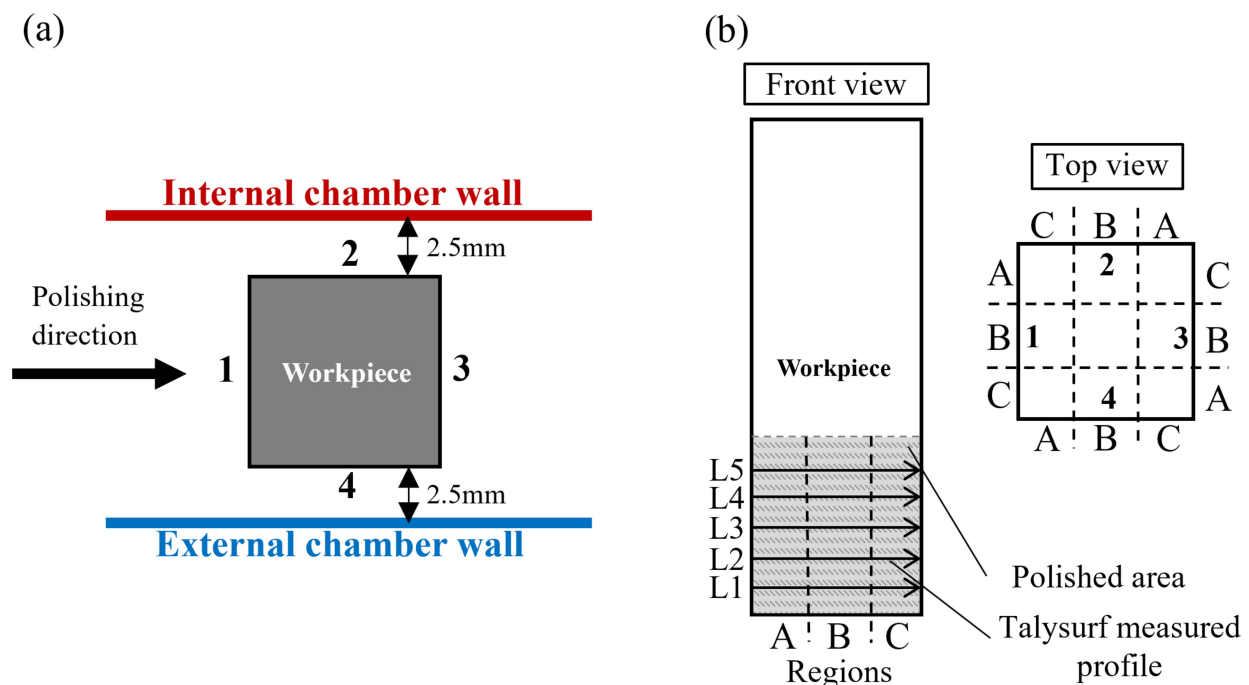 (a)
Internal chamber wall
2
2.5mm
Polishing
direction
1
Workpiece
3
4
2.5mm
External chamber wall
(b)
Front view
Workpiece
L5
L4
L3
L2
L1
A B C
Regions
Top view
C B A
A 2 C
B 1 3 B
C 4 A
A B C
Polished area
Talysurf measured
profile